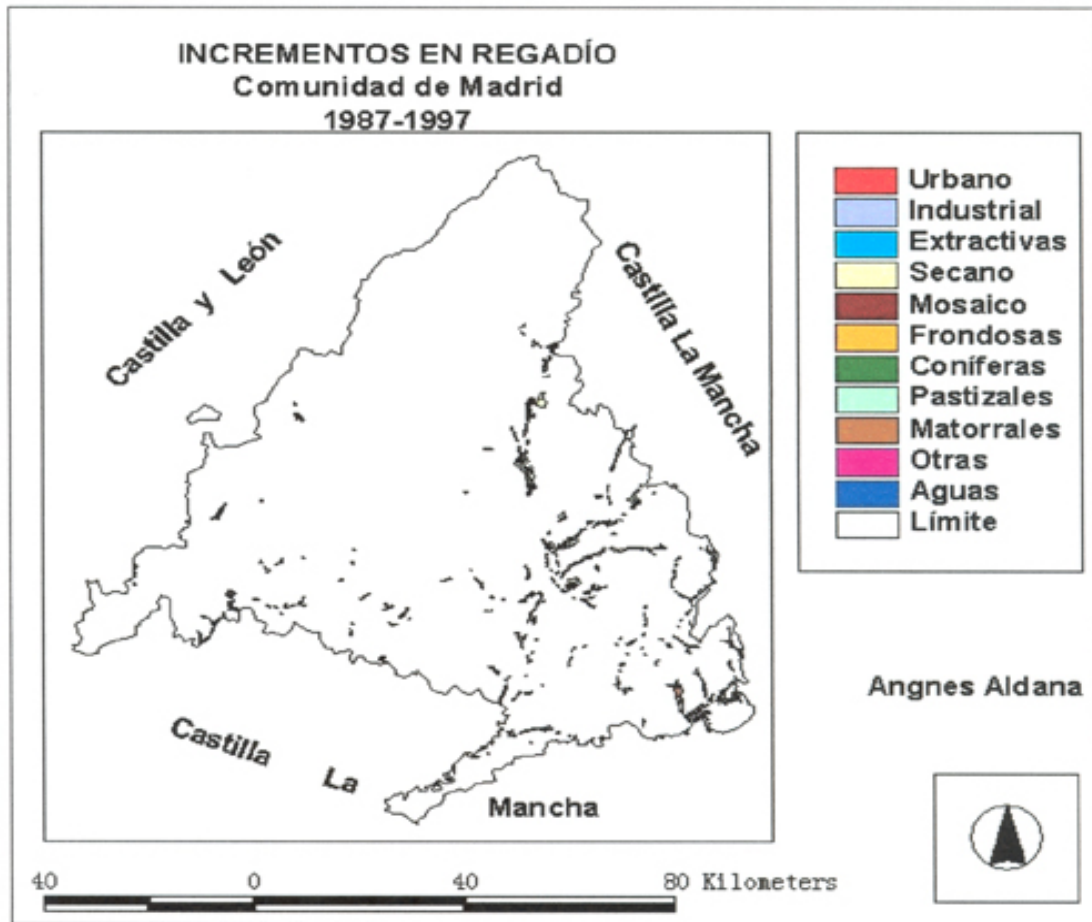 INCREMENTOS EN REGADÍO
Comunidad de Madrid
1987-1997
Castilla y León
Castilla La Mancha
Castilla La Mancha
Urbano
Industrial
Extractivas
Secano
Mosaico
Frondosas
Coníferas
Pastizales
Matorrales
Otras
Aguas
Límite
Angnes Aldana
40 0 40 80 Kilometers